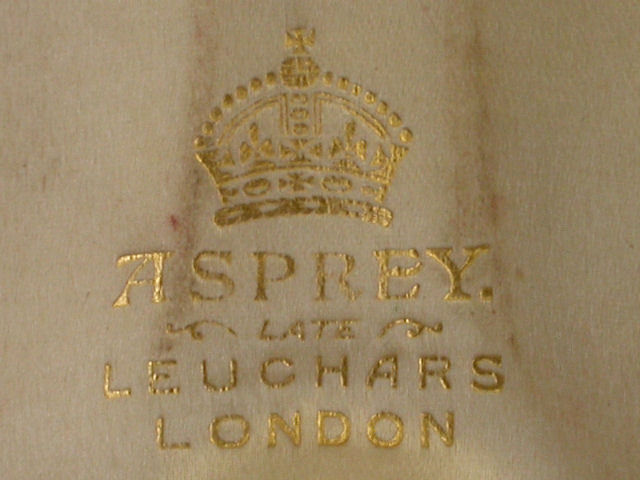 ASPREY.
LATE
LEUCHARS
LONDON